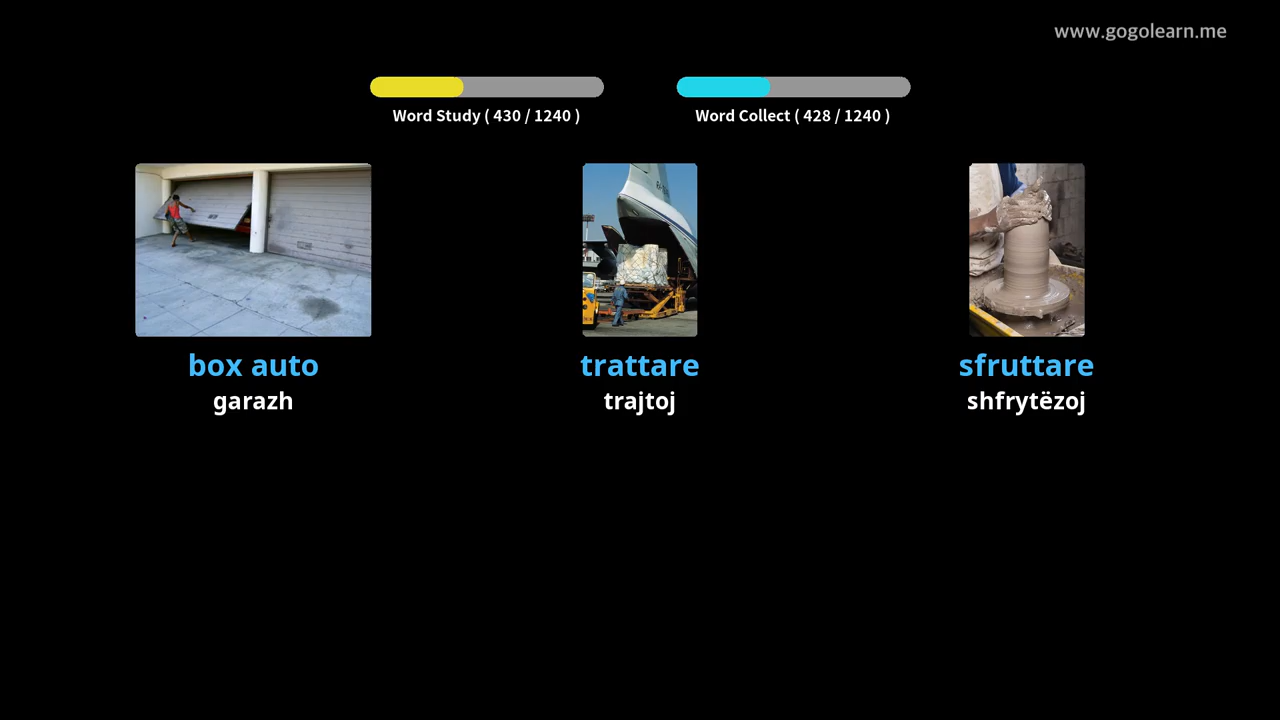 www.gogolearn.me
Word Study ( 430 / 1240 )
Word Collect ( 428 / 1240 )
box auto
garazh
trattare
trajtoj
sfruttare
shfrytëzoj